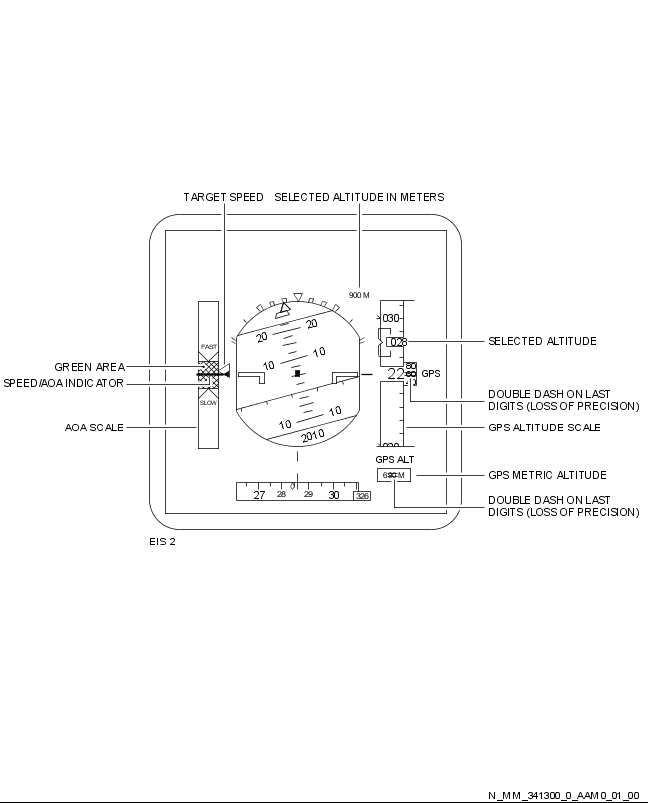 TARGET SPEED
SELECTED ALTITUDE IN METERS
900 M
FAST
GREEN AREA
SPEED/AOA INDICATOR
SLOW
AOA SCALE
20 20
10 10
10 10
2010
030
028
SELECTED ALTITUDE
22
80
GPS
DOUBLE DASH ON LAST
DIGITS (LOSS OF PRECISION)
GPS ALTITUDE SCALE
GPS ALT
M
GPS METRIC ALTITUDE
DOUBLE DASH ON LAST
DIGITS (LOSS OF PRECISION)
27 28 29 30 326
EIS 2
N_MM_341300_0_AAM0_01_00